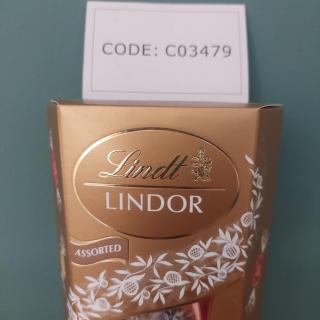 CODE: C03479
Lindt
LINDOR
ASSORTED